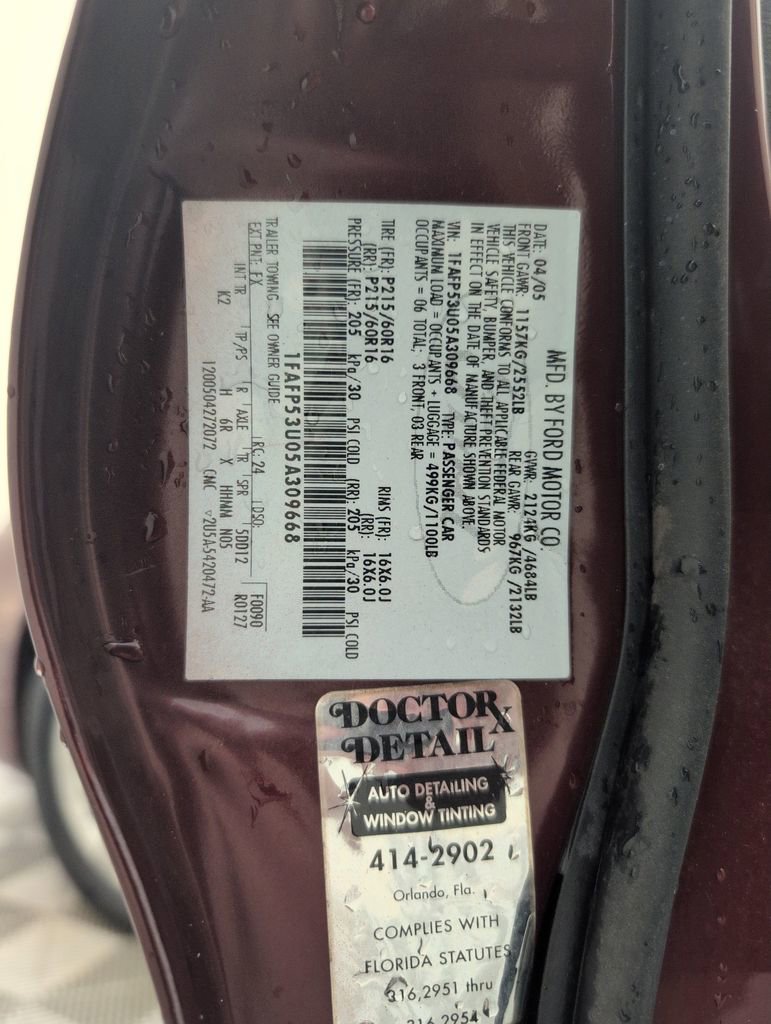 MFD. BY FORD MOTOR CO.
DATE: 04/05 GVWR: 2124KG /4684LB
FRONT GAWR: 1157KG/2552LB REAR GAWR: 967KG /2132LB
THIS VEHICLE CONFORMS TO ALL APPLICABLE FEDERAL MOTOR
VEHICLE SAFETY, BUMPER, AND THEFT PREVENTION STANDARDS
IN EFFECT ON THE DATE OF MANUFACTURE SHOWN ABOVE.
VIN: 1FAFP53U05A309668 TYPE: PASSENGER CAR
MAXIMUM LOAD = OCCUPANTS + LUGGAGE = 499KG/1100LB
OCCUPANTS = 06 TOTAL; 3 FRONT, 03 REAR
TIRE (FR): P215/60R16 RIMS (FR): 16X6.0J
(RR): P215/60R16 (RR): 16X6.0J
PRESSURE (FR): 205 kPa/30 PSI COLD (RR): 205 kPa/30 PSI COLD
1FAFP53U05A309668
TRAILER TOWING - SEE OWNER GUIDE
EXT PNT: FX RC: 24 DSO: F0090
INT TR TP/PS R AXLE TR SPR 5DD12 R0127
K2 H 6R X HHNN N05
120050427207 2 CMC ▽2U5A-5420472-AA
DOCTOR X
DETAIL
AUTO DETAILING
&
WINDOW TINTING
414-2902
Orlando, Fla.
COMPLIES WITH
FLORIDA STATUTES
316,2951 thru
316 2954